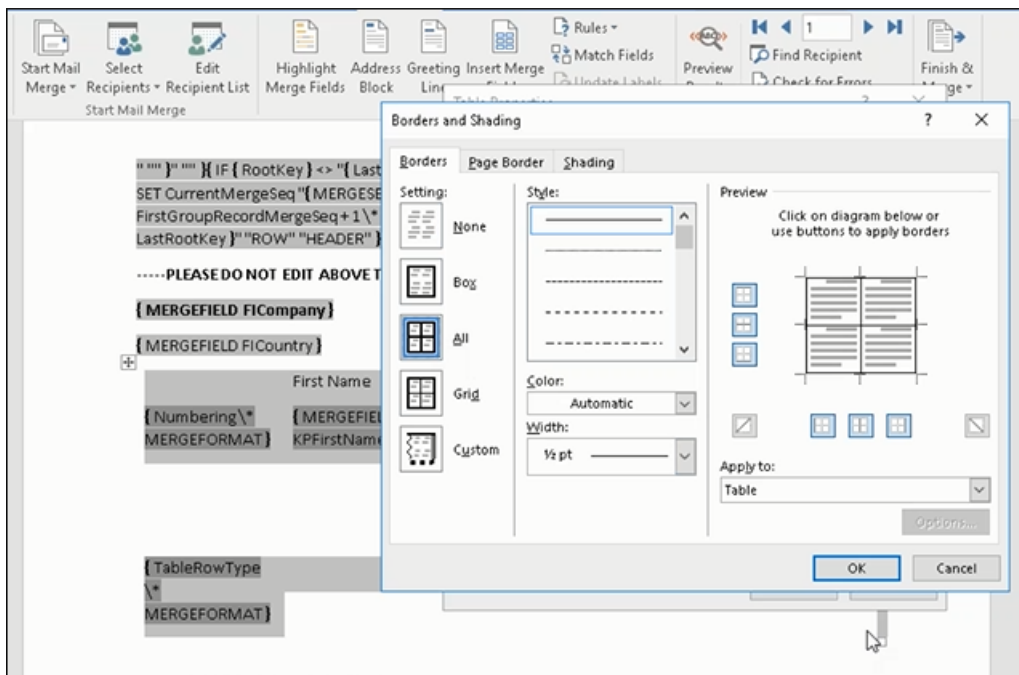 Start Mail Merge
Select Recipients
Edit Recipient List
Highlight Merge Fields
Address Block
Greeting
Insert Merge
Rules
Match Fields
Update Labels
Preview
1
Find Recipient
Check for Errors
Finish &
Start Mail Merge
Table Properties
?
Borders and Shading
?
Borders
Page Border
Shading
Setting:
None
Box
All
Grid
Custom
Style:
Color:
Automatic
Width:
½ pt
Preview
Click on diagram below or
use buttons to apply borders
Apply to:
Table
Options...
OK
Cancel
" "" }" "" }{ IF { RootKey } <> "{ Last
SET CurrentMergeSeq "{ MERGESE
FirstGroupRecordMergeSeq + 1 \*
LastRootKey }" "ROW" "HEADER" }
-----PLEASE DO NOT EDIT ABOVE T
{ MERGEFIELD FICompany }
{ MERGEFIELD FICountry }
First Name
{ Numbering \*
MERGEFORMAT }
{ MERGEFIEL
KPFirstName
{ TableRowType
\*
MERGEFORMAT }